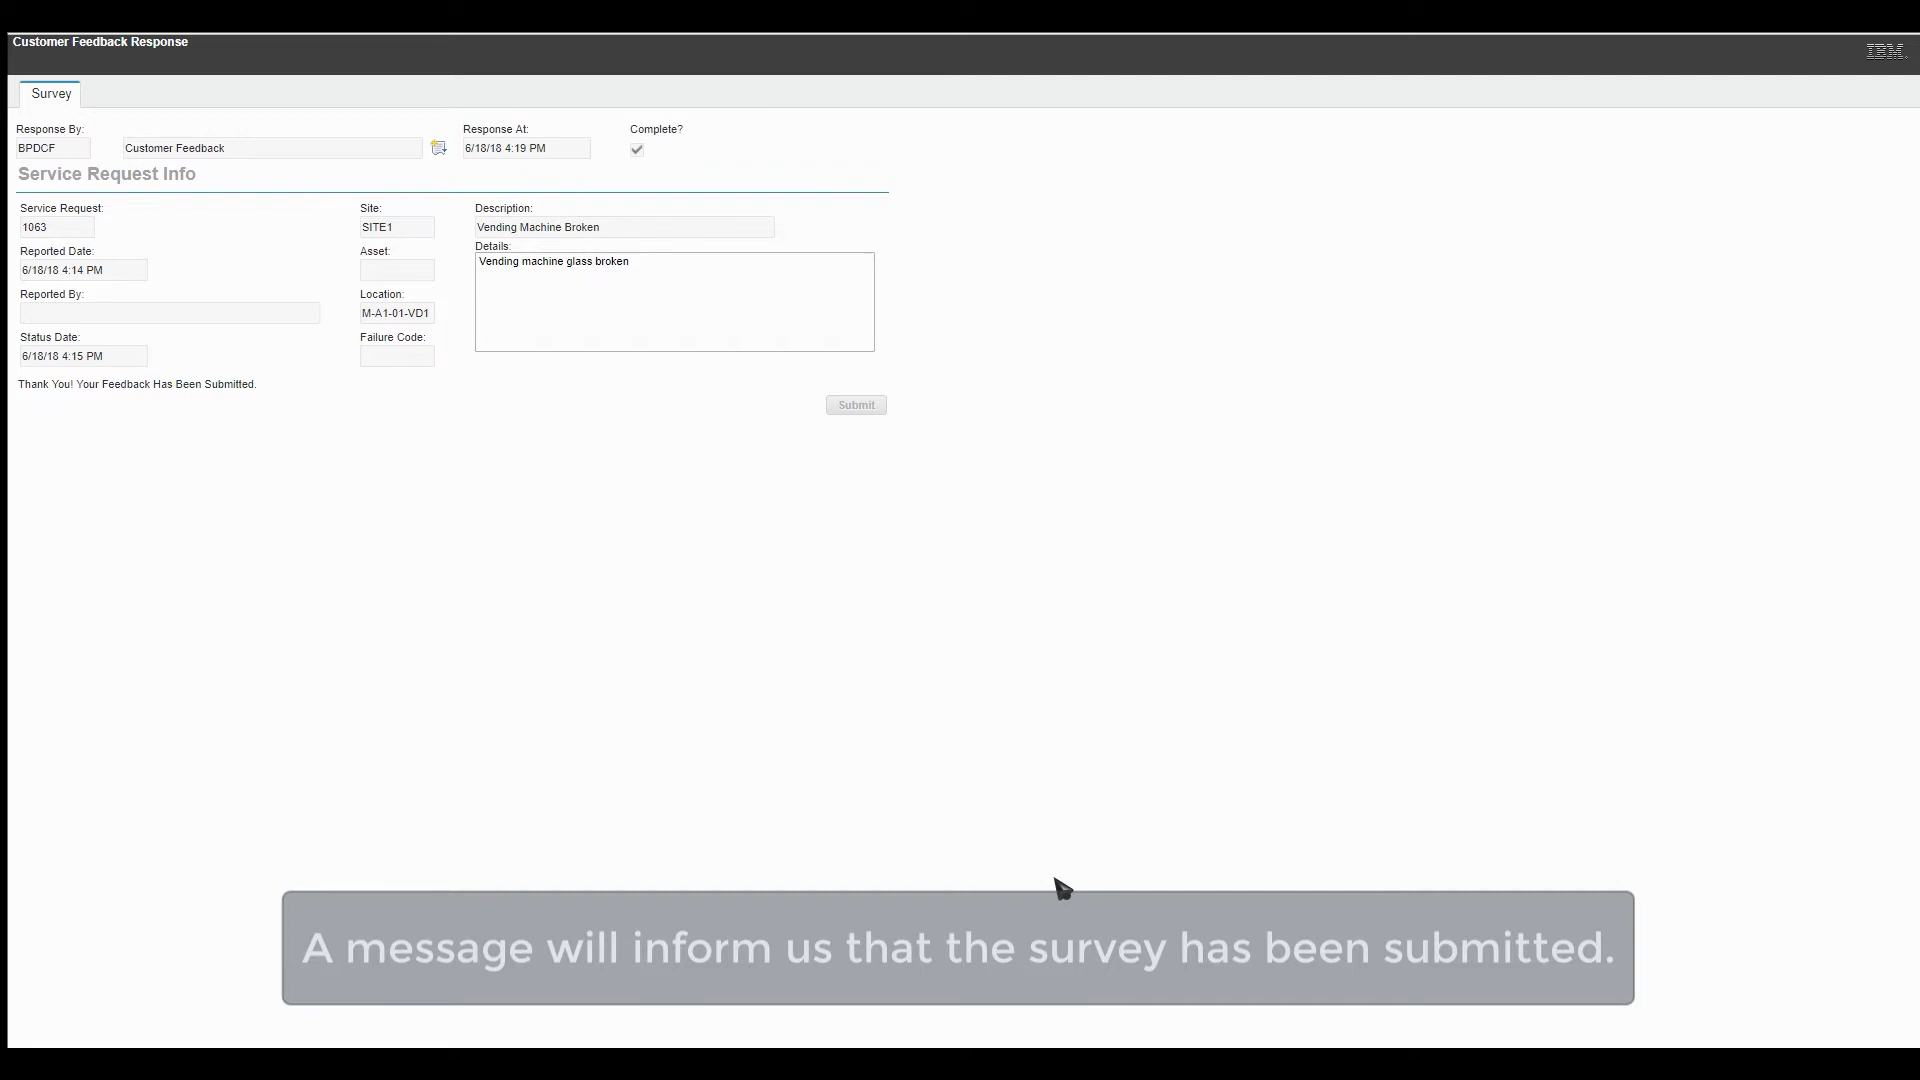 Customer Feedback Response
IBM.
Survey
Response By:
Response At:
Complete?
BPDCF
Customer Feedback
6/18/18 4:19 PM
Service Request Info
Service Request:
Site:
Description:
1063
SITE1
Vending Machine Broken
Reported Date:
Asset:
Details:
6/18/18 4:14 PM
Vending machine glass broken
Reported By:
Location:
M-A1-01-VD1
Status Date:
Failure Code:
6/18/18 4:15 PM
Thank You! Your Feedback Has Been Submitted.
Submit
A message will inform us that the survey has been submitted.